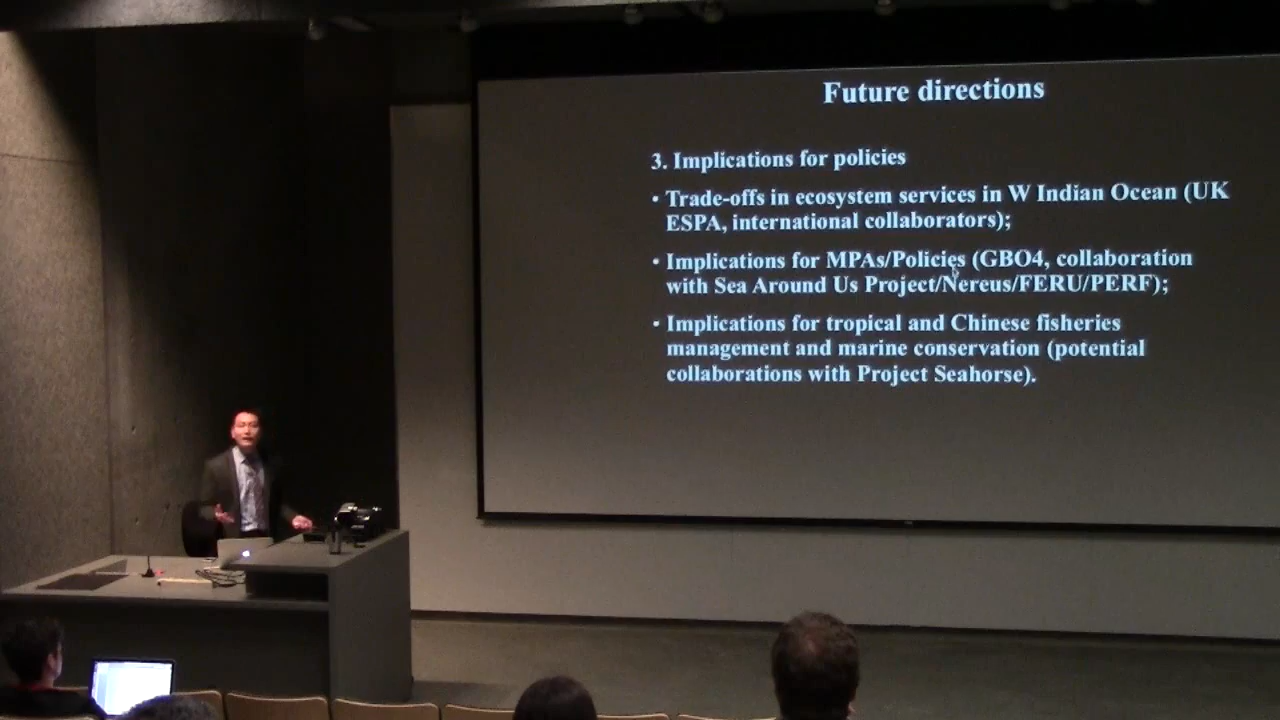 Future directions
3. Implications for policies
• Trade-offs in ecosystem services in W Indian Ocean (UK
ESPA, international collaborators);
• Implications for MPAs/Policies (GBO4, collaboration
with Sea Around Us Project/Nereus/FERU/PERF);
• Implications for tropical and Chinese fisheries
management and marine conservation (potential
collaborations with Project Seahorse).